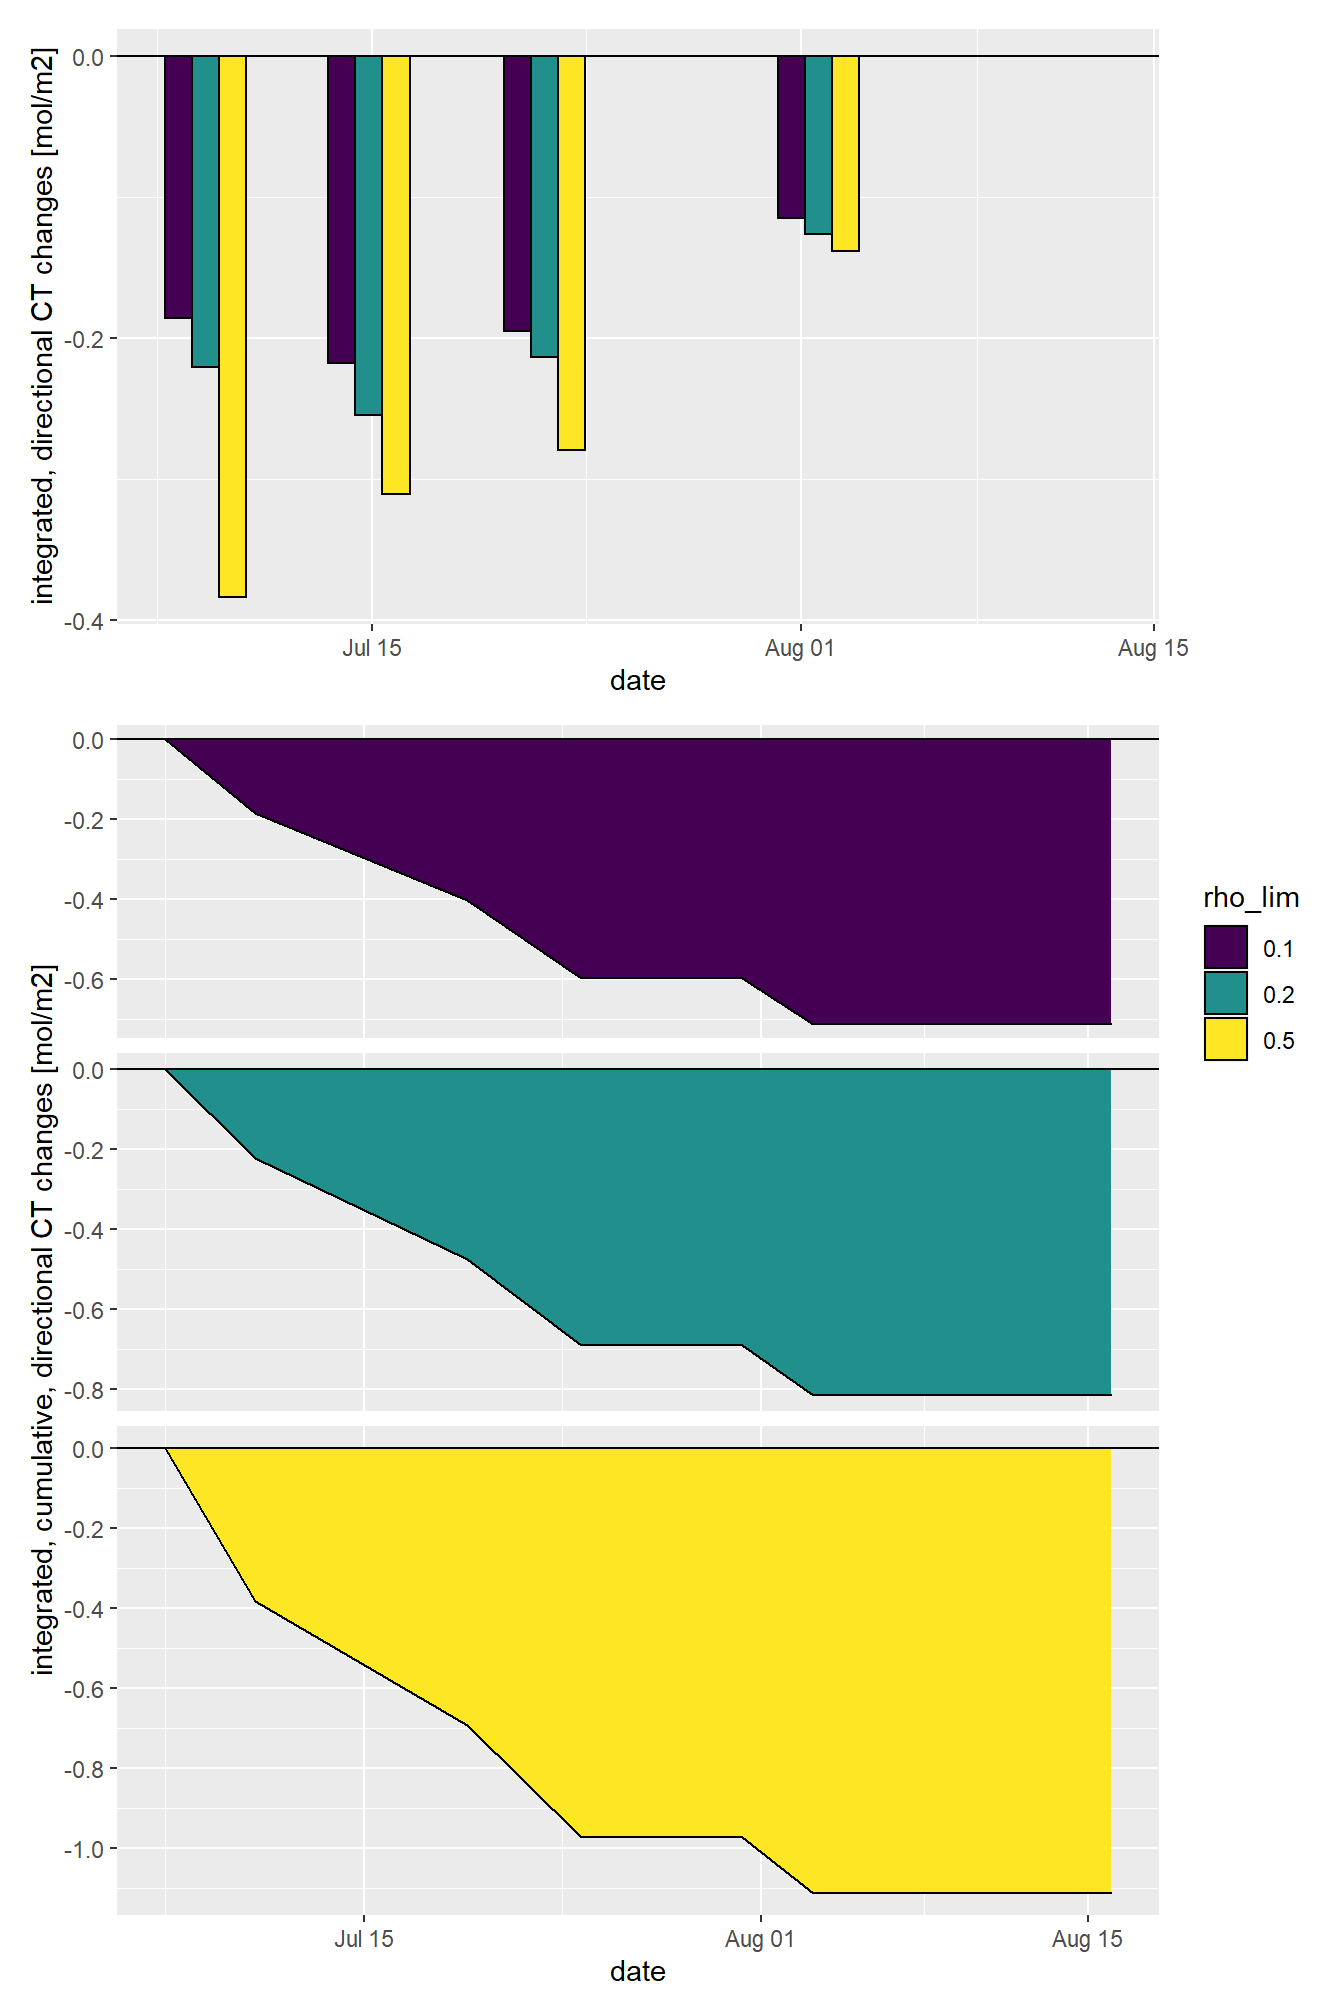 integrated, directional CT changes [mol/m2]
0.0
-0.2
-0.4
Jul 15
Aug 01
Aug 15
date
integrated, cumulative, directional CT changes [mol/m2]
0.0
-0.2
-0.4
-0.6
0.0
-0.2
-0.4
-0.6
-0.8
0.0
-0.2
-0.4
-0.6
-0.8
-1.0
Jul 15
Aug 01
Aug 15
date
rho_lim
0.1
0.2
0.5